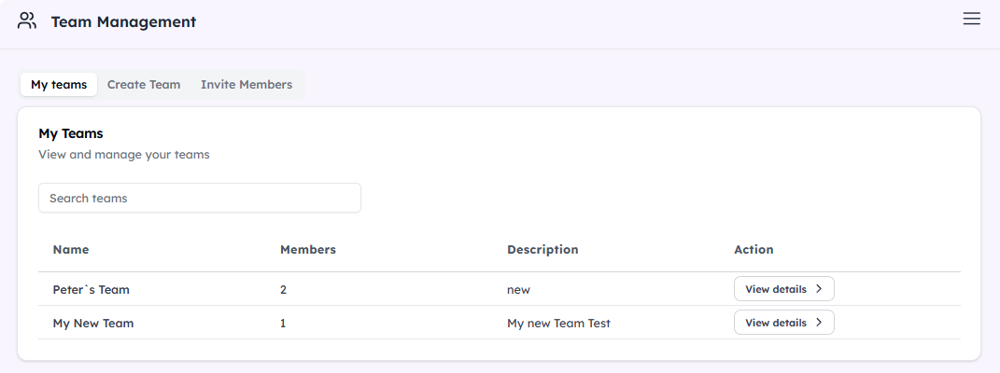 Team Management
My teams Create Team Invite Members
My Teams
View and manage your teams
Search teams
Name Members Description Action
Peter`s Team 2 new View details
My New Team 1 My new Team Test View details